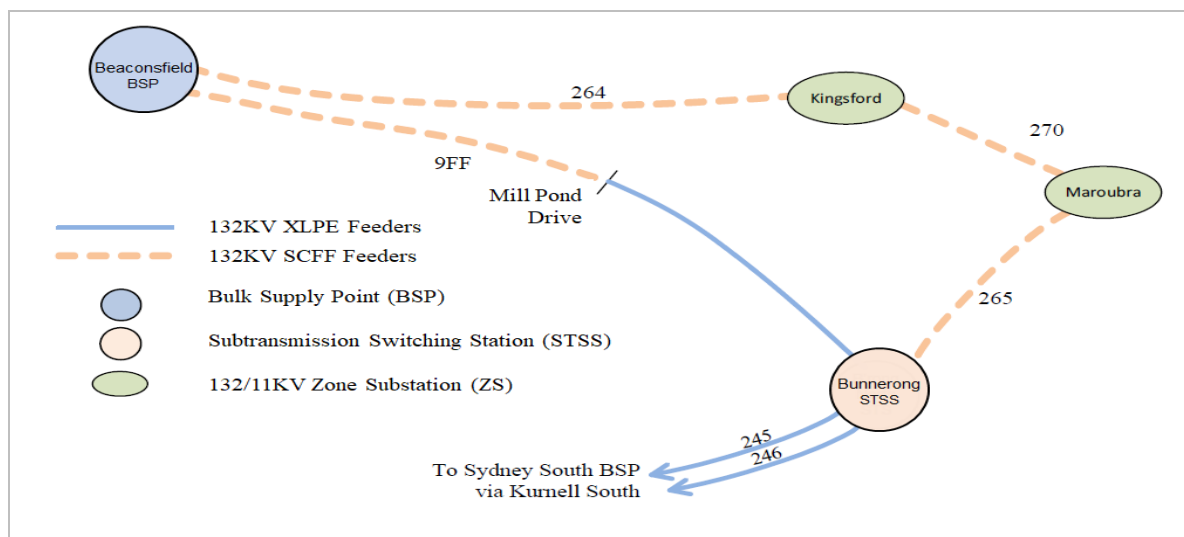 Beaconsfield
BSP
264
Kingsford
270
9FF
Maroubra
Mill Pond
Drive
132KV XLPE Feeders
132KV SCFF Feeders
265
Bulk Supply Point (BSP)
Subtransmission Switching Station (STSS)
132/11KV Zone Substation (ZS)
Bunnerong
STSS
245
246
To Sydney South BSP
via Kurnell South